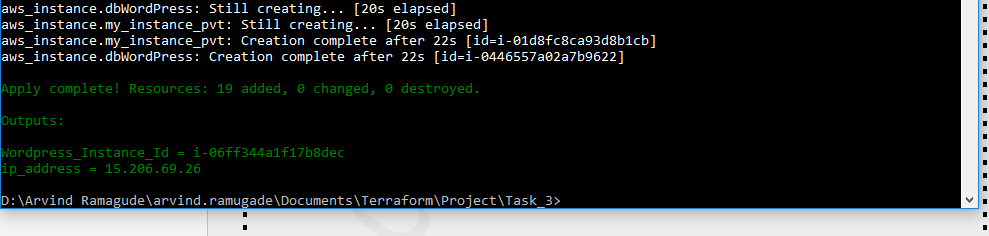 aws_instance.dbWordPress: Still creating... [20s elapsed]
aws_instance.my_instance_pvt: Still creating... [20s elapsed]
aws_instance.my_instance_pvt: Creation complete after 22s [id=i-01d8fc8ca93d8b1cb]
aws_instance.dbWordPress: Creation complete after 22s [id=i-0446557a02a7b9622]
Apply complete! Resources: 19 added, 0 changed, 0 destroyed.
Outputs:
Wordpress_Instance_Id = i-06ff344a1f17b8dec
ip_address = 15.206.69.26
D:\Arvind Ramagude\arvind.ramugade\Documents\Terraform\Project\Task_3>